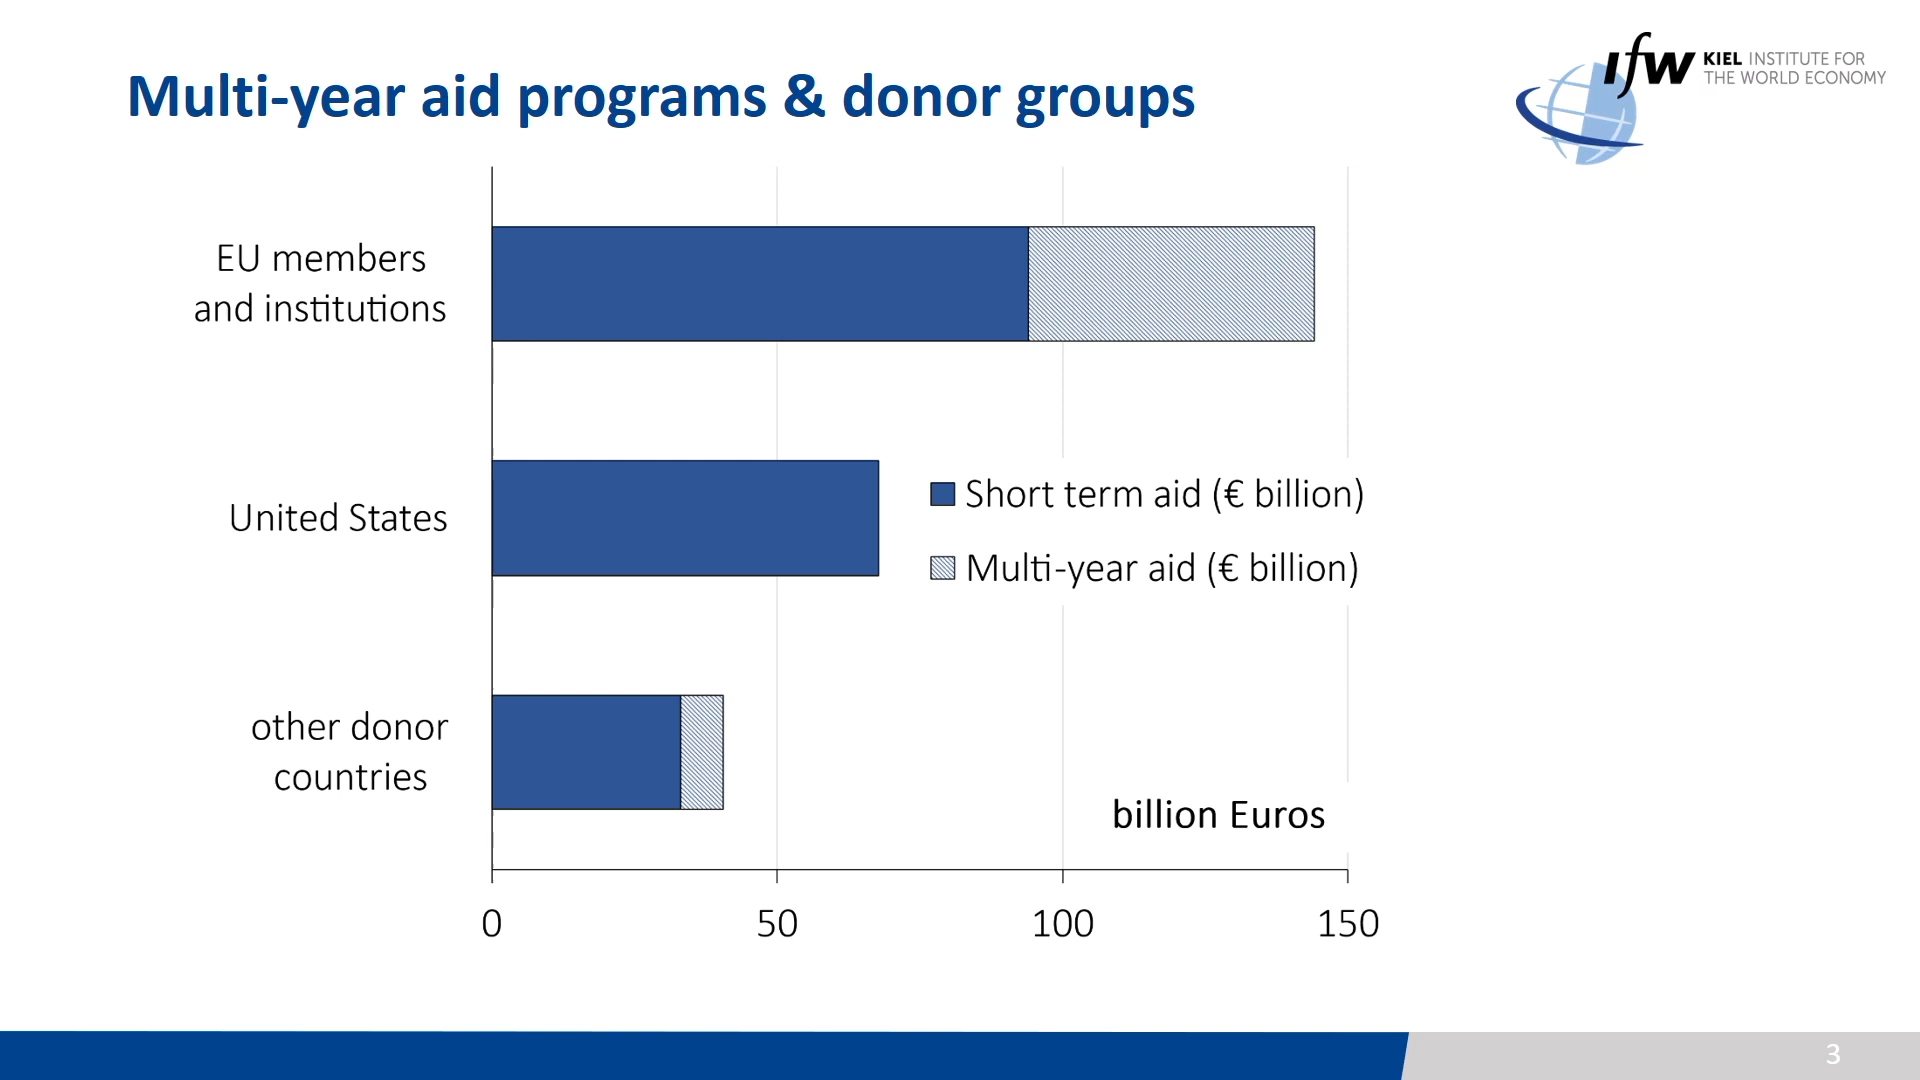 Multi-year aid programs & donor groups
ifw KIEL INSTITUTE FOR
THE WORLD ECONOMY
EU members
and institutions
United States
Short term aid (€ billion)
Multi-year aid (€ billion)
other donor
countries
billion Euros
0 50 100 150
3